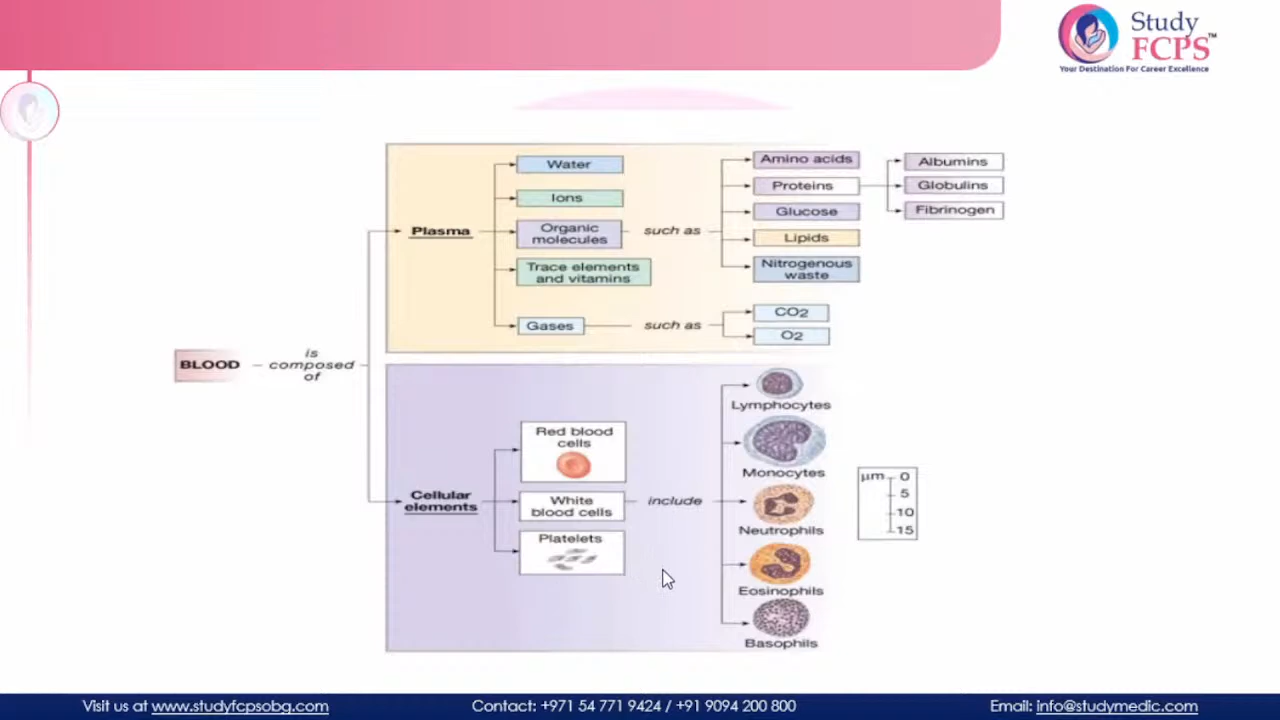 Study
FCPS™
Your Destination For Career Excellence
BLOOD
is
composed
of
Plasma
Water
Ions
Organic
molecules
Trace elements
and vitamins
Gases
such as
Amino acids
Proteins
Glucose
Lipids
Nitrogenous
waste
Albumins
Globulins
Fibrinogen
such as
CO2
O2
Cellular
elements
Red blood
cells
White
blood cells
Platelets
include
Lymphocytes
Monocytes
Neutrophils
Eosinophils
Basophils
µm 0
5
10
15
Visit us at www.studyfcpsobg.com
Contact: +971 54 771 9424 / +91 9094 200 800
Email: info@studymedic.com